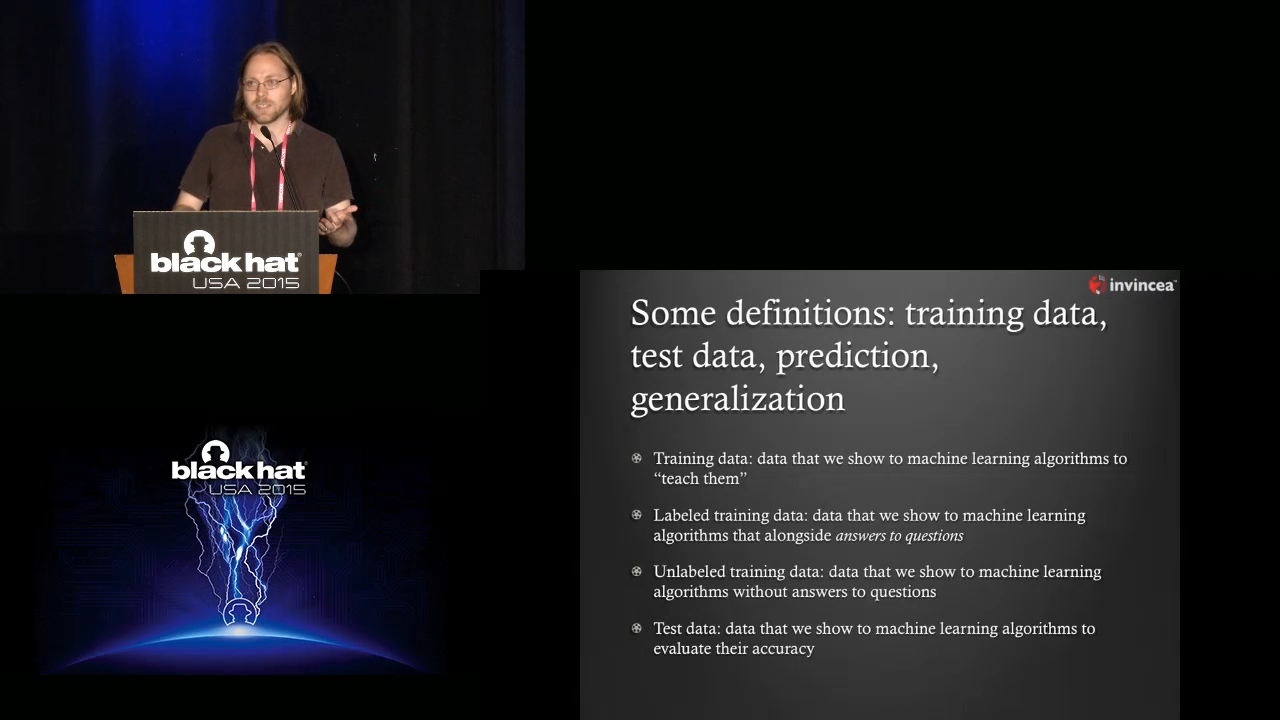 black hat
USA 2015
invincea
Some definitions: training data,
test data, prediction,
generalization
Training data: data that we show to machine learning algorithms to
“teach them”
Labeled training data: data that we show to machine learning
algorithms that alongside answers to questions
Unlabeled training data: data that we show to machine learning
algorithms without answers to questions
Test data: data that we show to machine learning algorithms to
evaluate their accuracy
black hat
USA 2015